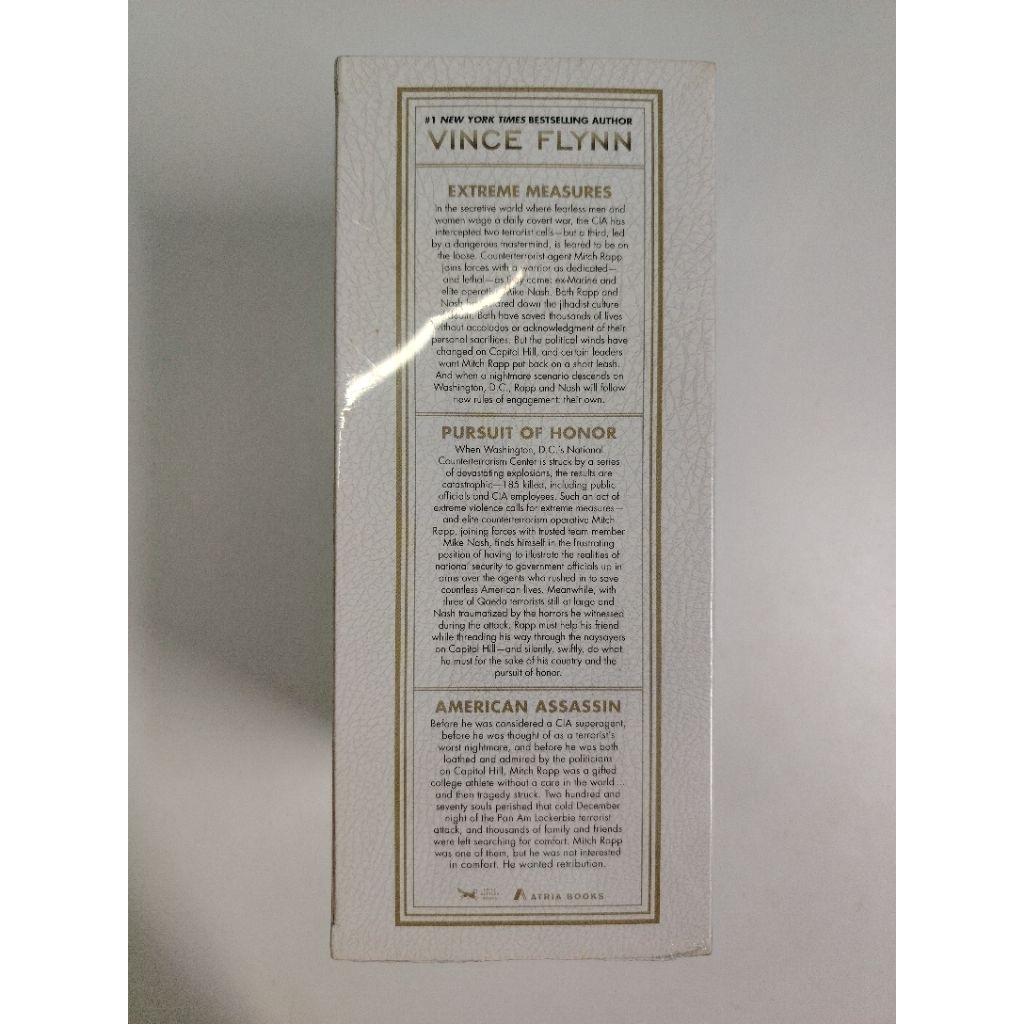 #1 NEW YORK TIMES BESTSELLING AUTHOR
VINCE FLYNN
EXTREME MEASURES
In the secretive world where fearless men and
women wage a daily covert war, the CIA has
intercepted two terrorist cells—but a third, led
by a dangerous mastermind, is feared to be on
the loose. Counterterrorist agent Mitch Rapp
joins forces with a warrior as dedicated—
and lethal—as they come: ex-Marine and
elite operative Mike Nash. Both Rapp and
Nash have stared down the jihadist culture
Both have saved thousands of lives
without accolades or acknowledgment of their
personal sacrifices. But the political winds have
changed on Capitol Hill, and certain leaders
want Mitch Rapp put back on a short leash.
And when a nightmare scenario descends on
Washington, D.C., Rapp and Nash will follow
new rules of engagement: their own.
PURSUIT OF HONOR
When Washington, D.C.'s National
Counterterrorism Center is struck by a series
of devastating explosions, the results are
catastrophic—185 killed, including public
officials and CIA employees. Such an act of
extreme violence calls for extreme measures—
and elite counterterrorism operative Mitch
Rapp, joining forces with trusted team member
Mike Nash, finds himself in the frustrating
position of having to illustrate the realities of
national security to government officials up in
arms over the agents who rushed in to save
countless American lives. Meanwhile, with
three al Qaeda terrorists still at large and
Nash traumatized by the horrors he witnessed
during the attack, Rapp must help his friend
while threading his way through the naysayers
on Capitol Hill—and silently, swiftly, do what
he must for the sake of his country and the
pursuit of honor.
AMERICAN ASSASSIN
Before he was considered a CIA superagent,
before he was thought of as a terrorist's
worst nightmare, and before he was both
loathed and admired by the politicians
on Capitol Hill, Mitch Rapp was a gifted
college athlete without a care in the world...
and then tragedy struck. Two hundred and
seventy souls perished that cold December
night of the Pan Am Lockerbie terrorist
attack, and thousands of family and friends
were left searching for comfort. Mitch Rapp
was one of them, but he was not interested
in comfort. He wanted retribution.
ATRIA BOOKS